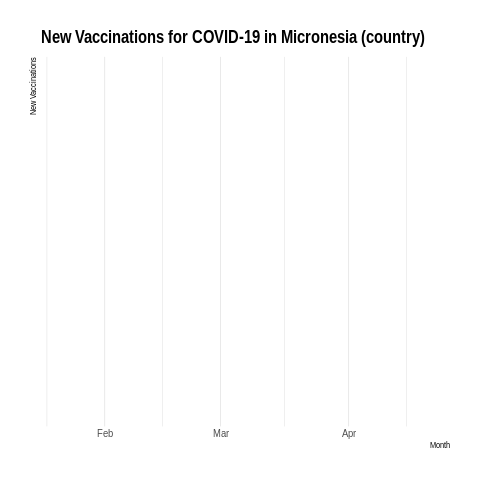 New Vaccinations for COVID-19 in Micronesia (country)
New Vaccinations
Feb Mar Apr
Month